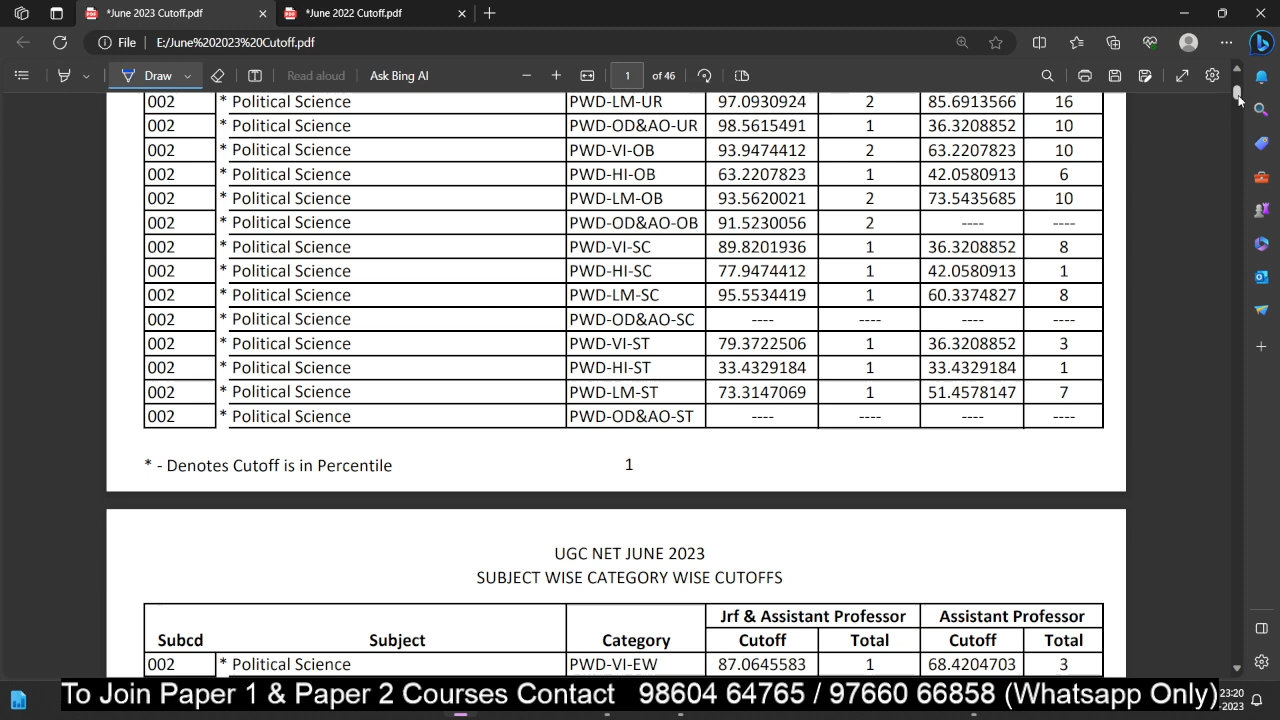 *June 2023 Cutoff.pdf
*June 2022 Cutoff.pdf
File E:/June%202023%20Cutoff.pdf
Draw Read aloud Ask Bing AI 1 of 46
002 * Political Science PWD-LM-UR 97.0930924 2 85.6913566 16
002 * Political Science PWD-OD&AO-UR 98.5615491 1 36.3208852 10
002 * Political Science PWD-VI-OB 93.9474412 2 63.2207823 10
002 * Political Science PWD-HI-OB 63.2207823 1 42.0580913 6
002 * Political Science PWD-LM-OB 93.5620021 2 73.5435685 10
002 * Political Science PWD-OD&AO-OB 91.5230056 2 ---- ----
002 * Political Science PWD-VI-SC 89.8201936 1 36.3208852 8
002 * Political Science PWD-HI-SC 77.9474412 1 42.0580913 1
002 * Political Science PWD-LM-SC 95.5534419 1 60.3374827 8
002 * Political Science PWD-OD&AO-SC ---- ---- ---- ----
002 * Political Science PWD-VI-ST 79.3722506 1 36.3208852 3
002 * Political Science PWD-HI-ST 33.4329184 1 33.4329184 1
002 * Political Science PWD-LM-ST 73.3147069 1 51.4578147 7
002 * Political Science PWD-OD&AO-ST ---- ---- ---- ----
* - Denotes Cutoff is in Percentile 1
UGC NET JUNE 2023
SUBJECT WISE CATEGORY WISE CUTOFFS
Jrf & Assistant Professor Assistant Professor
Subcd Subject Category Cutoff Total Cutoff Total
002 * Political Science PWD-VI-EW 87.0645583 1 68.4204703 3
To Join Paper 1 & Paper 2 Courses Contact 98604 64765 / 97660 66858 (Whatsapp Only)
23:20
-2023